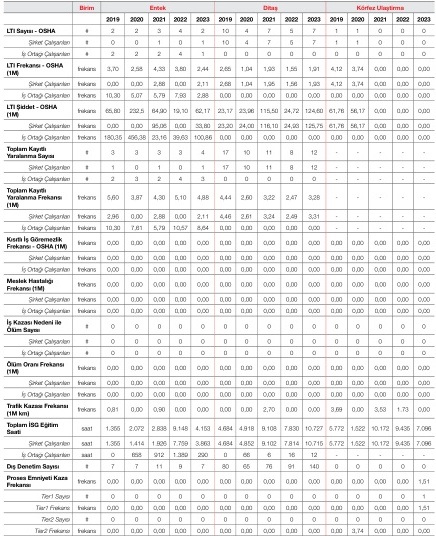 Birim Entek Ditaş Körfez Ulaştırma
2019 2020 2021 2022 2023 2019 2020 2021 2022 2023 2019 2020 2021 2022 2023
LTI Sayısı - OSHA # 2 2 3 4 2 10 4 7 5 7 1 1 0 0 0
Şirket Çalışanları # 0 0 1 0 1 10 4 7 5 7 1 1 0 0 0
İş Ortağı Çalışanları # 2 2 2 4 1 0 0 0 0 0 0 0 0 0 0
LTI Frekansı - OSHA (1M) frekans 3,70 2,58 4,33 3,80 2,44 2,65 1,04 1,93 1,55 1,91 4,12 3,74 0,00 0,00 0,00
Şirket Çalışanları frekans 0,00 0,00 2,88 0,00 2,11 2,68 1,04 1,95 1,56 1,93 4,12 3,74 0,00 0,00 0,00
İş Ortağı Çalışanları frekans 10,30 5,07 5,79 7,93 2,88 0,00 0,00 0,00 0,00 0,00 0,00 0,00 0,00 0,00 0,00
LTI Şiddet - OSHA (1M) frekans 65,80 232,5 64,90 19,10 62,17 23,17 23,96 115,50 24,72 124,60 61,76 56,17 0,00 0,00 0,00
Şirket Çalışanları frekans 0,00 0,00 95,06 0,00 33,80 23,20 24,00 116,10 24,93 125,75 61,76 56,17 0,00 0,00 0,00
İş Ortağı Çalışanları frekans 180,35 456,38 23,16 39,63 100,86 0,00 0,00 0,00 0,00 0,00 0,00 0,00 0,00 0,00 0,00
Toplam Kayıtlı Yaralanma Sayısı # 3 3 3 3 4 17 10 11 8 12 - - - - -
Şirket Çalışanları # 1 0 1 0 1 17 10 11 8 12 - - - - -
İş Ortağı Çalışanları # 2 3 2 4 3 0 0 0 0 0 - - - - -
Toplam Kayıtlı Yaralanma Frekansı (1M) frekans 5,60 3,87 4,30 5,10 4,88 4,44 2,60 3,22 2,47 3,28 - - - - -
Şirket Çalışanları frekans 2,96 0,00 2,88 0,00 2,11 4,46 2,61 3,24 2,49 3,31 - - - - -
İş Ortağı Çalışanları frekans 10,30 7,61 5,79 10,57 8,64 0,00 0,00 0,00 0,00 0,00 - - - - -
Kısıtlı İş Göremezlik Frekansı - OSHA (1M) frekans 0,00 0,00 0,00 0,00 0,00 0,00 0,00 0,00 0,00 0,00 0,00 0,00 0,00 0,00 0,00
Şirket Çalışanları frekans 0,00 0,00 0,00 0,00 0,00 0,00 0,00 0,00 0,00 0,00 0,00 0,00 0,00 0,00 0,00
İş Ortağı Çalışanları frekans 0,00 0,00 0,00 0,00 0,00 0,00 0,00 0,00 0,00 0,00 0,00 0,00 0,00 0,00 0,00
Meslek Hastalığı Frekansı (1M) frekans 0,00 0,00 0,00 0,00 0,00 0,00 0,00 0,00 0,00 0,00 0,00 0,00 0,00 0,00 0,00
Şirket Çalışanları frekans 0,00 0,00 0,00 0,00 0,00 0,00 0,00 0,00 0,00 0,00 0,00 0,00 0,00 0,00 0,00
İş Ortağı Çalışanları frekans 0,00 0,00 0,00 0,00 0,00 0,00 0,00 0,00 0,00 0,00 0,00 0,00 0,00 0,00 0,00
İş Kazası Nedeni ile Ölüm Sayısı # 0 0 0 0 0 0 0 0 0 0 0 0 0 0 0
Şirket Çalışanları # 0 0 0 0 0 0 0 0 0 0 0 0 0 0 0
İş Ortağı Çalışanları # 0 0 0 0 0 0 0 0 0 0 0 0 0 0 0
Ölüm Oranı Frekansı (1M) frekans 0,00 0,00 0,00 0,00 0,00 0,00 0,00 0,00 0,00 0,00 0,00 0,00 0,00 0,00 0,00
Şirket Çalışanları frekans 0,00 0,00 0,00 0,00 0,00 0,00 0,00 0,00 0,00 0,00 0,00 0,00 0,00 0,00 0,00
İş Ortağı Çalışanları frekans 0,00 0,00 0,00 0,00 0,00 0,00 0,00 0,00 0,00 0,00 0,00 0,00 0,00 0,00 0,00
Trafik Kazası Frekansı (1M km) frekans 0,81 0,00 0,90 0,00 0,00 0,00 0,00 2,70 0,00 0,00 3,69 0,00 3,53 1,73 0,00
Toplam İSG Eğitim Saati saat 1.355 2.072 2.838 9.148 4.153 4.684 4.918 9.108 7.830 10.727 5.772 1.522 10.172 9.435 7.096
Şirket Çalışanları saat 1.355 1.414 1.926 7.759 3.863 4.684 4.852 9.102 7.814 10.715 5.772 1.522 10.172 9.435 7.096
İş Ortağı Çalışanları saat 0 658 912 1.389 290 0 66 6 16 12 - - - - -
Dış Denetim Sayısı # 7 7 11 9 7 80 65 76 91 140 0 0 0 0 0
Proses Emniyeti Kaza Frekansı frekans 0,00 0,00 0,00 0,00 0,00 0,00 0,00 0,00 0,00 0,00 0,00 0,00 0,00 0,00 1,51
Tier1 Sayısı # 0 0 0 0 0 0 0 0 0 0 0 0 0 0 1
Tier1 Frekans frekans 0,00 0,00 0,00 0,00 0,00 0,00 0,00 0,00 0,00 0,00 0,00 0,00 0,00 0,00 1,51
Tier2 Sayısı # 0 0 0 0 0 0 0 0 0 0 0 0 0 0 0
Tier2 Frekans frekans 0,00 0,00 0,00 0,00 0,00 0,00 0,00 0,00 0,00 0,00 0,00 3,74 0,00 0,00 0,00